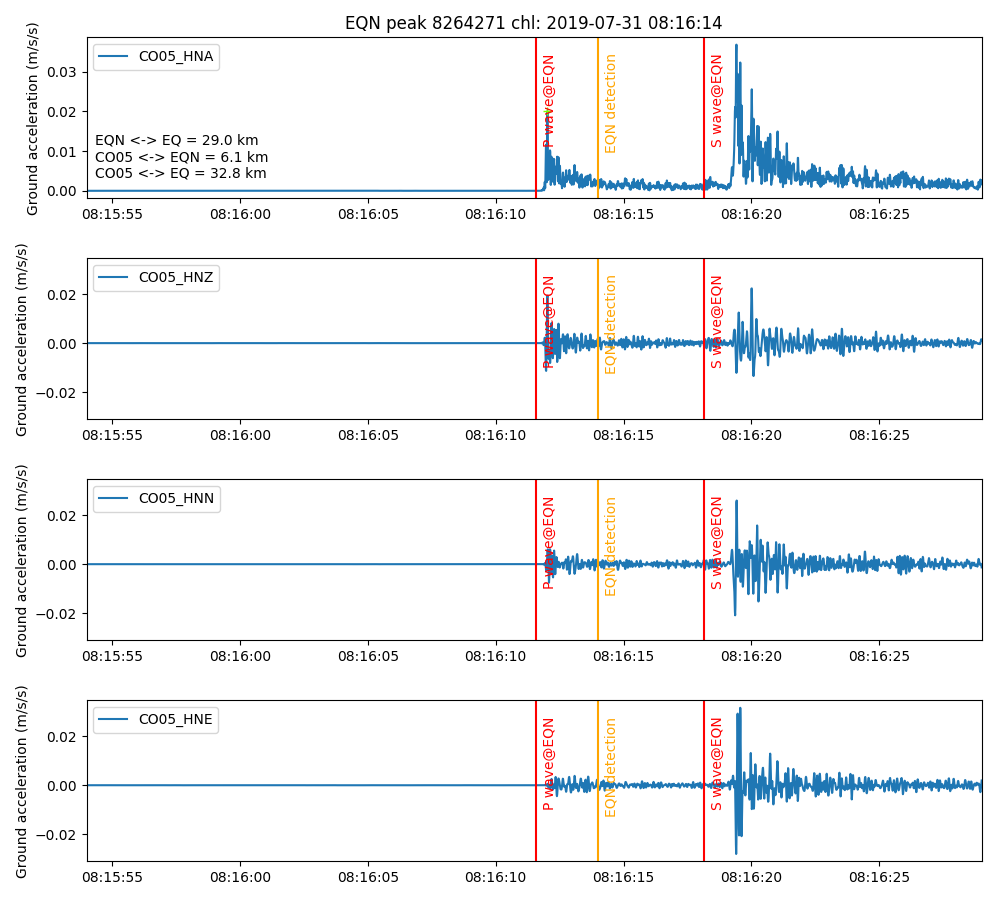 EQN peak 8264271 chl: 2019-07-31 08:16:14
Ground acceleration (m/s/s)
CO05_HNA
P wave@EQN
EQN detection
S wave@EQN
EQN <-> EQ = 29.0 km
CO05 <-> EQN = 6.1 km
CO05 <-> EQ = 32.8 km
0.03
0.02
0.01
0.00
08:15:55 08:16:00 08:16:05 08:16:10 08:16:15 08:16:20 08:16:25
Ground acceleration (m/s/s)
CO05_HNZ
P wave@EQN
EQN detection
S wave@EQN
0.02
0.00
−0.02
08:15:55 08:16:00 08:16:05 08:16:10 08:16:15 08:16:20 08:16:25
Ground acceleration (m/s/s)
CO05_HNN
P wave@EQN
EQN detection
S wave@EQN
0.02
0.00
−0.02
08:15:55 08:16:00 08:16:05 08:16:10 08:16:15 08:16:20 08:16:25
Ground acceleration (m/s/s)
CO05_HNE
P wave@EQN
EQN detection
S wave@EQN
0.02
0.00
−0.02
08:15:55 08:16:00 08:16:05 08:16:10 08:16:15 08:16:20 08:16:25